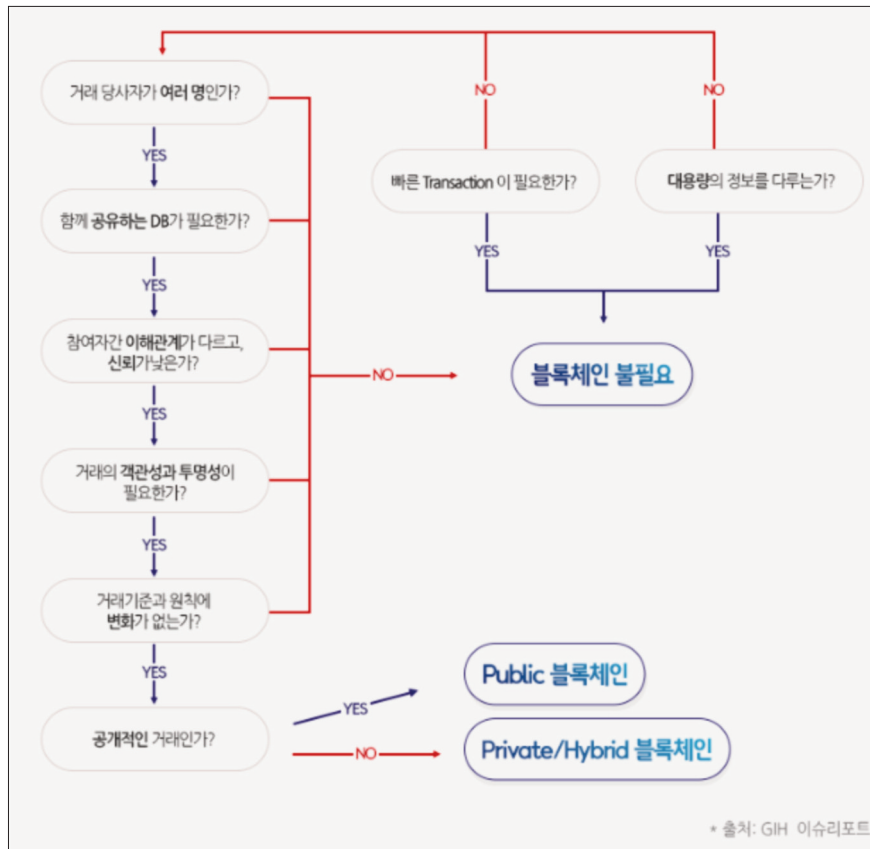 거래 당사자가 여러 명인가?
NO
NO
YES
빠른 Transaction 이 필요한가?
대용량의 정보를 다루는가?
함께 공유하는 DB가 필요한가?
YES
YES
YES
참여자간 이해관계가 다르고,
신뢰가낮은가?
NO
블록체인 불필요
YES
거래의 객관성과 투명성이
필요한가?
YES
거래기준과 원칙에
변화가 없는가?
YES
Public 블록체인
YES
공개적인 거래인가?
NO
Private/Hybrid 블록체인
* 출처: GIH 이슈리포트